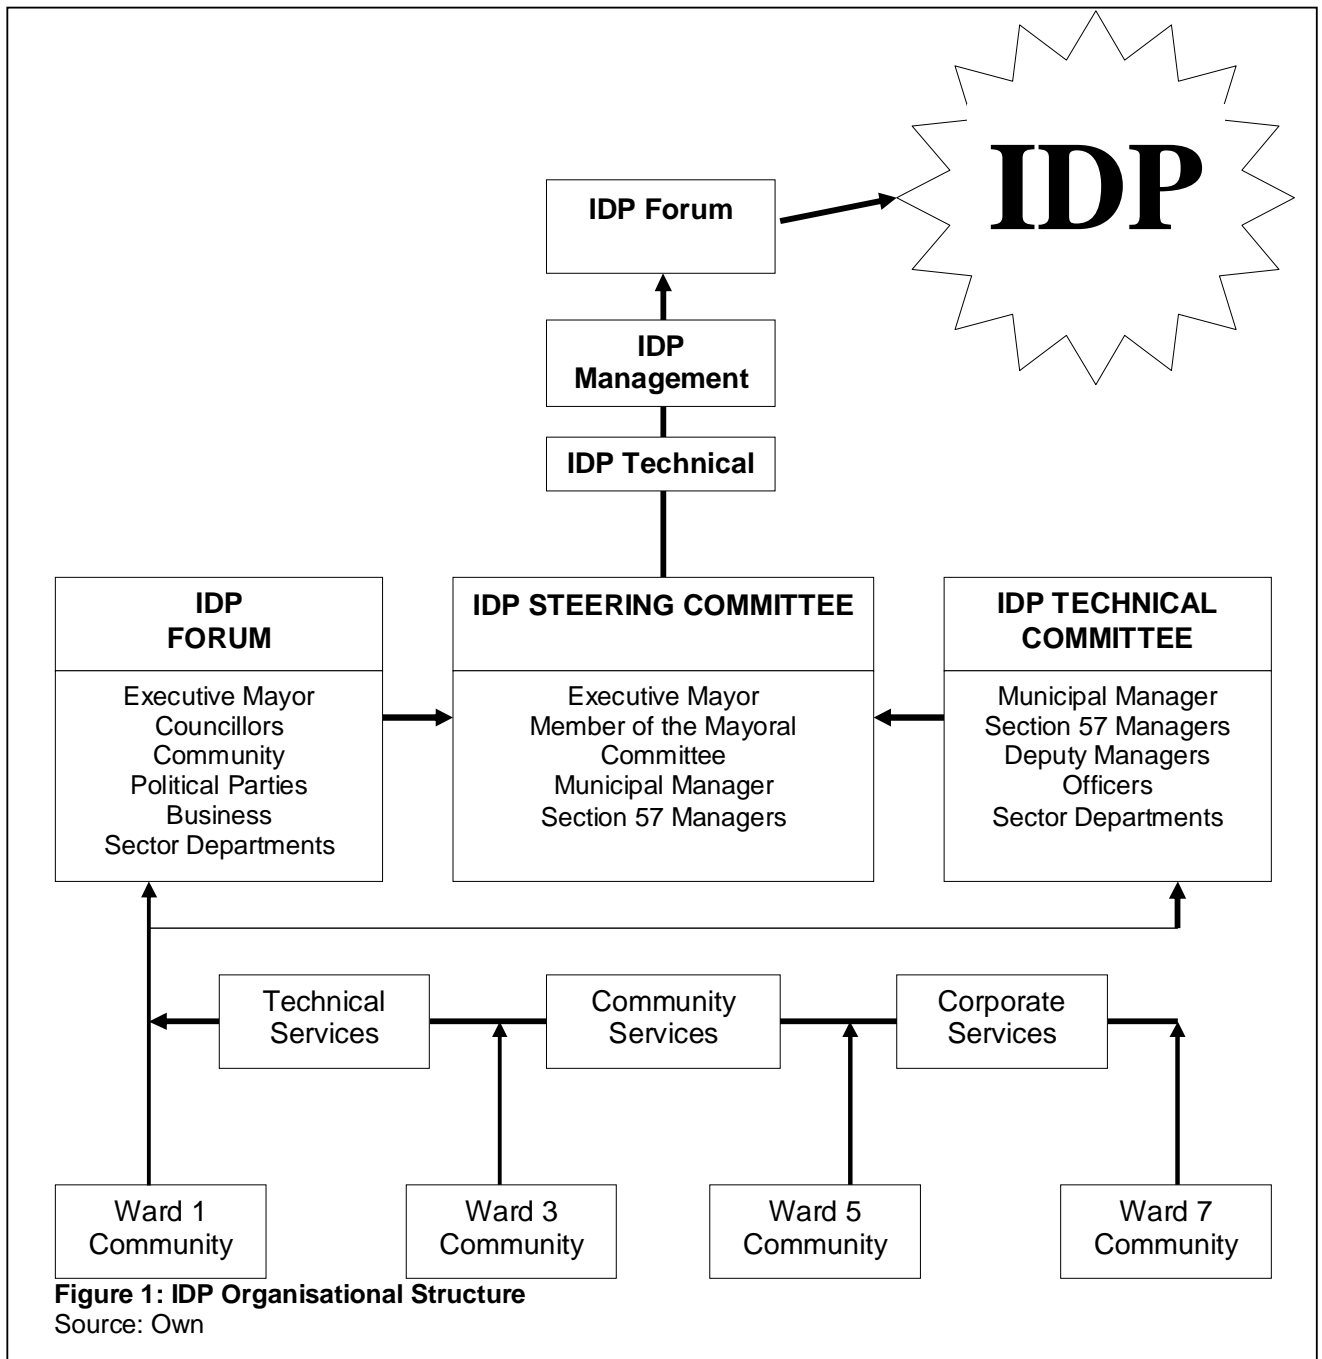 IDP
IDP Forum
IDP
Management
IDP Technical
IDP
FORUM
Executive Mayor
Councillors
Community
Political Parties
Business
Sector Departments
IDP STEERING COMMITTEE
Executive Mayor
Member of the Mayoral
Committee
Municipal Manager
Section 57 Managers
IDP TECHNICAL
COMMITTEE
Municipal Manager
Section 57 Managers
Deputy Managers
Officers
Sector Departments
Technical
Services
Community
Services
Corporate
Services
Ward 1
Community
Ward 3
Community
Ward 5
Community
Ward 7
Community
Figure 1: IDP Organisational Structure
Source: Own